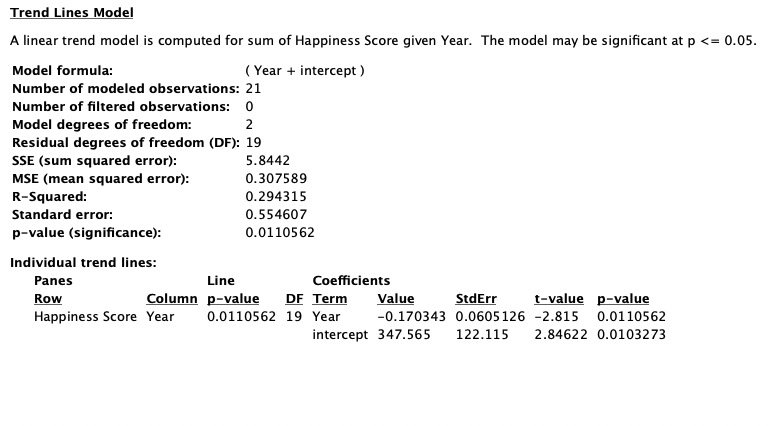 Trend Lines Model
A linear trend model is computed for sum of Happiness Score given Year. The model may be significant at p <= 0.05.
Model formula: ( Year + intercept )
Number of modeled observations: 21
Number of filtered observations: 0
Model degrees of freedom: 2
Residual degrees of freedom (DF): 19
SSE (sum squared error): 5.8442
MSE (mean squared error): 0.307589
R-Squared: 0.294315
Standard error: 0.554607
p-value (significance): 0.0110562
Individual trend lines:
Panes Line Coefficients
Row Column p-value DF Term Value StdErr t-value p-value
Happiness Score Year 0.0110562 19 Year -0.170343 0.0605126 -2.815 0.0110562
intercept 347.565 122.115 2.84622 0.0103273